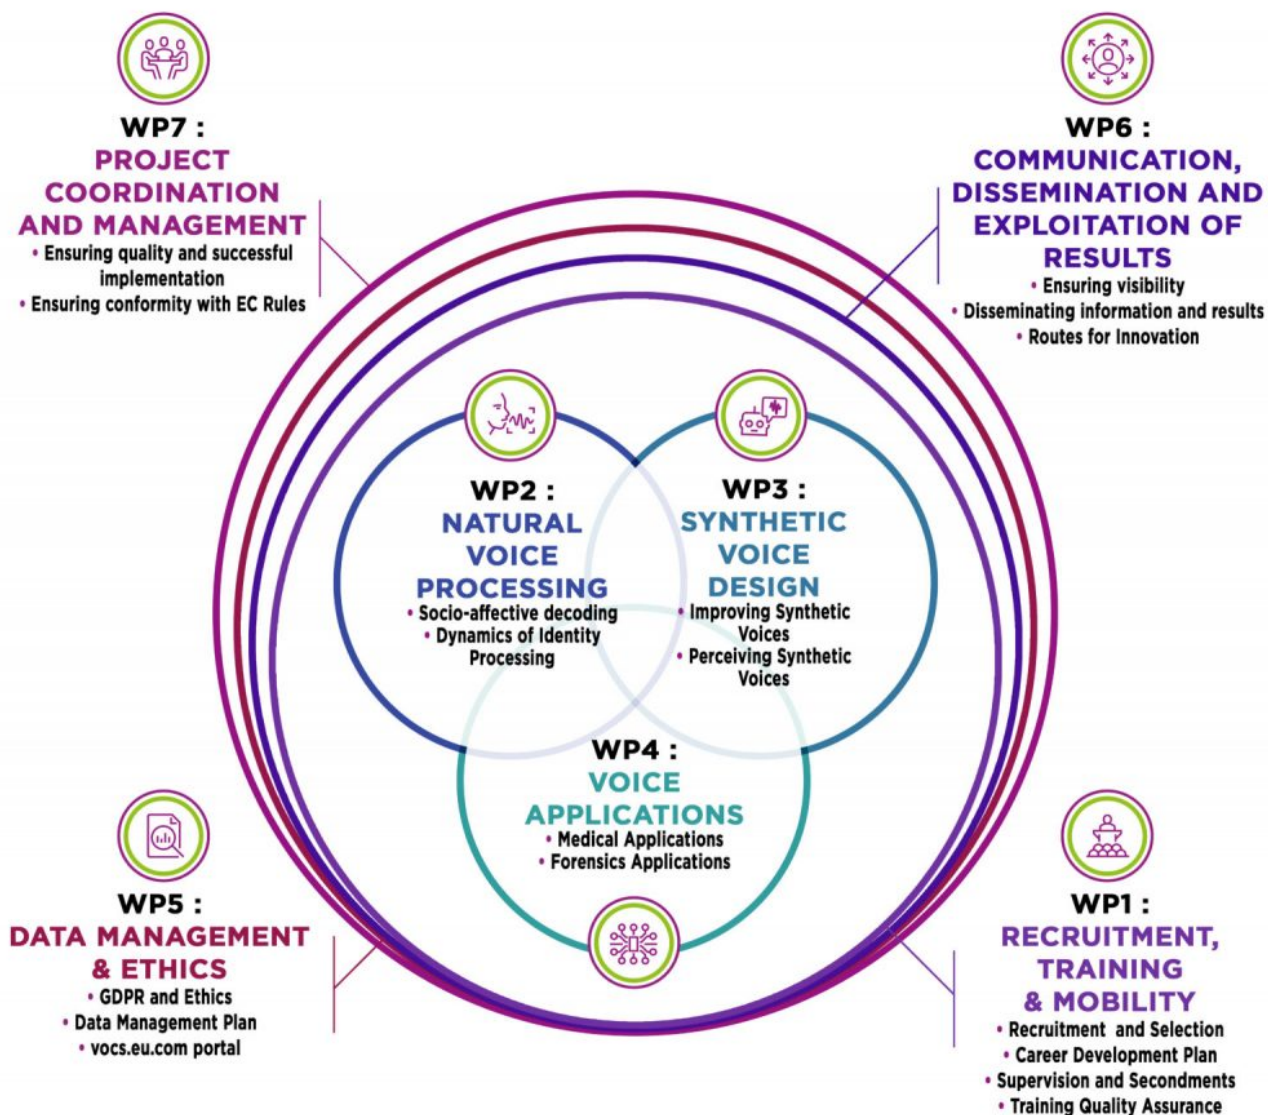 WP7 :
PROJECT
COORDINATION
AND MANAGEMENT
• Ensuring quality and successful
implementation
• Ensuring conformity with EC Rules
WP6 :
COMMUNICATION,
DISSEMINATION AND
EXPLOITATION OF
RESULTS
• Ensuring visibility
• Disseminating information and results
• Routes for Innovation
WP2 :
NATURAL
VOICE
PROCESSING
• Socio-affective decoding
• Dynamics of Identity
Processing
WP3 :
SYNTHETIC
VOICE
DESIGN
• Improving Synthetic
Voices
• Perceiving Synthetic
Voices
WP4 :
VOICE
APPLICATIONS
• Medical Applications
• Forensics Applications
WP5 :
DATA MANAGEMENT
& ETHICS
• GDPR and Ethics
• Data Management Plan
• vocs.eu.com portal
WP1 :
RECRUITMENT,
TRAINING
& MOBILITY
• Recruitment and Selection
• Career Development Plan
• Supervision and Secondments
• Training Quality Assurance